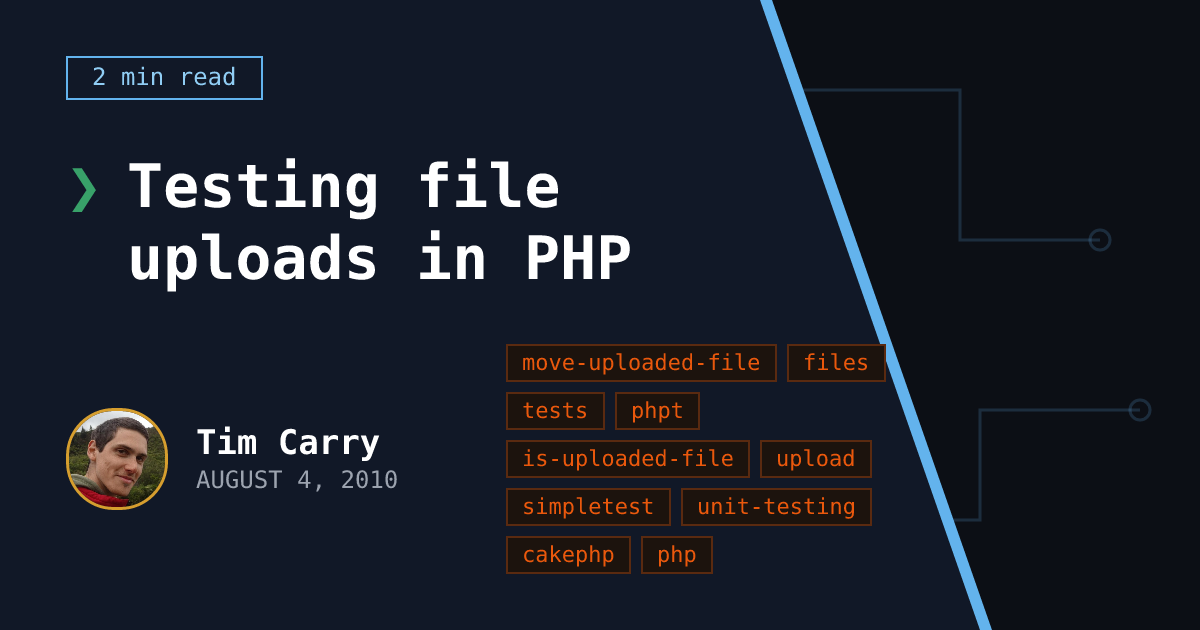 2 min read
❯ Testing file
uploads in PHP
Tim Carry
AUGUST 4, 2010
move-uploaded-file files
tests phpt
is-uploaded-file upload
simpletest unit-testing
cakephp php